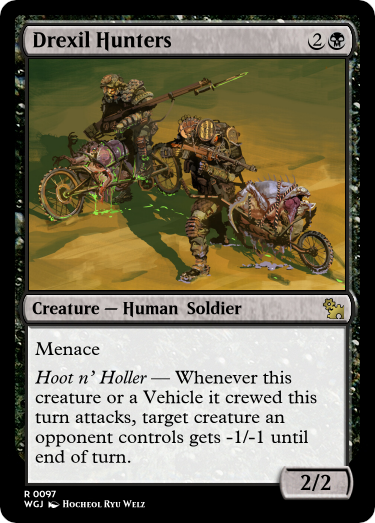 Drexil Hunters 2
Creature — Human Soldier
Menace
Hoot n' Holler — Whenever this
creature or a Vehicle it crewed this
turn attacks, target creature an
opponent controls gets -1/-1 until
end of turn.
2/2
R 0097
WGJ Hocheol Ryu Welz